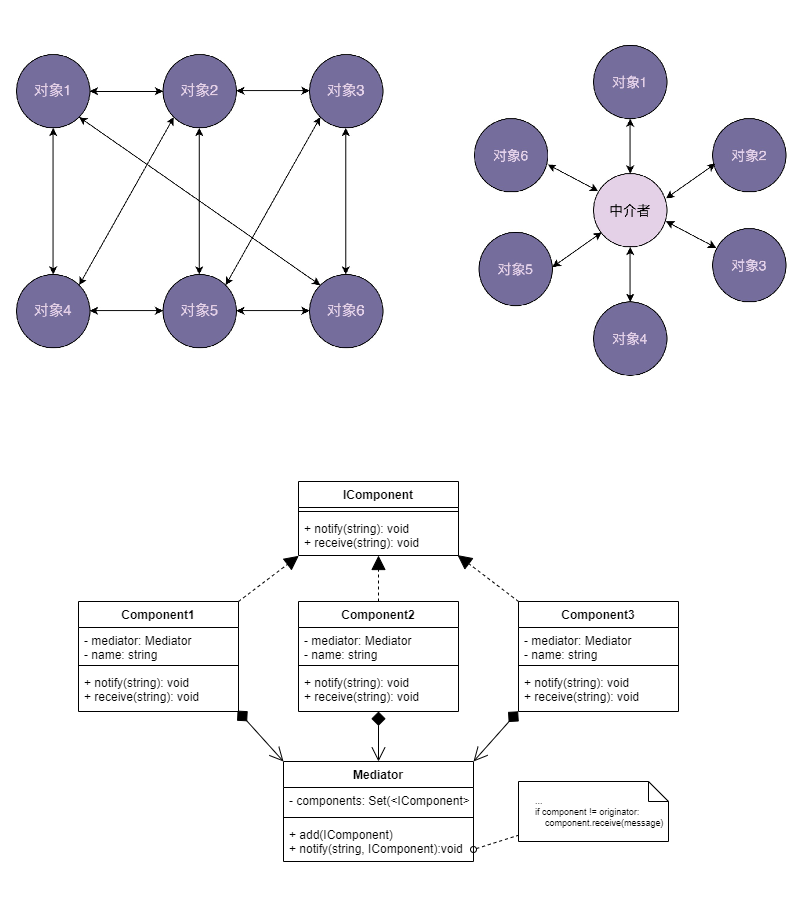 对象1
对象2
对象3
对象4
对象5
对象6
对象1
对象6
对象2
中介者
对象5
对象3
对象4
IComponent
+ notify(string): void
+ receive(string): void
Component1
- mediator: Mediator
- name: string
+ notify(string): void
+ receive(string): void
Component2
- mediator: Mediator
- name: string
+ notify(string): void
+ receive(string): void
Component3
- mediator: Mediator
- name: string
+ notify(string): void
+ receive(string): void
Mediator
- components: Set(<IComponent>
+ add(IComponent)
+ notify(string, IComponent):void
...
if component != originator:
component.receive(message)